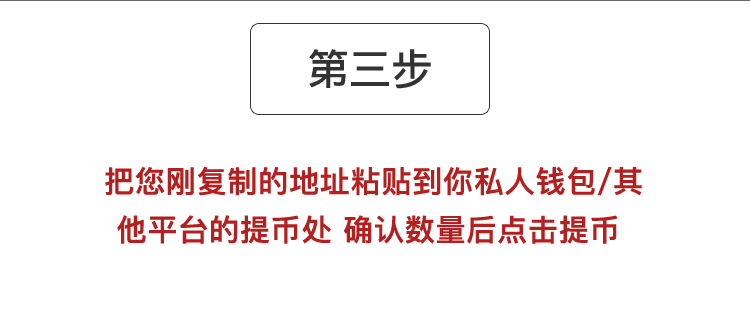 第三步
把您刚复制的地址粘贴到你私人钱包/其
他平台的提币处 确认数量后点击提币